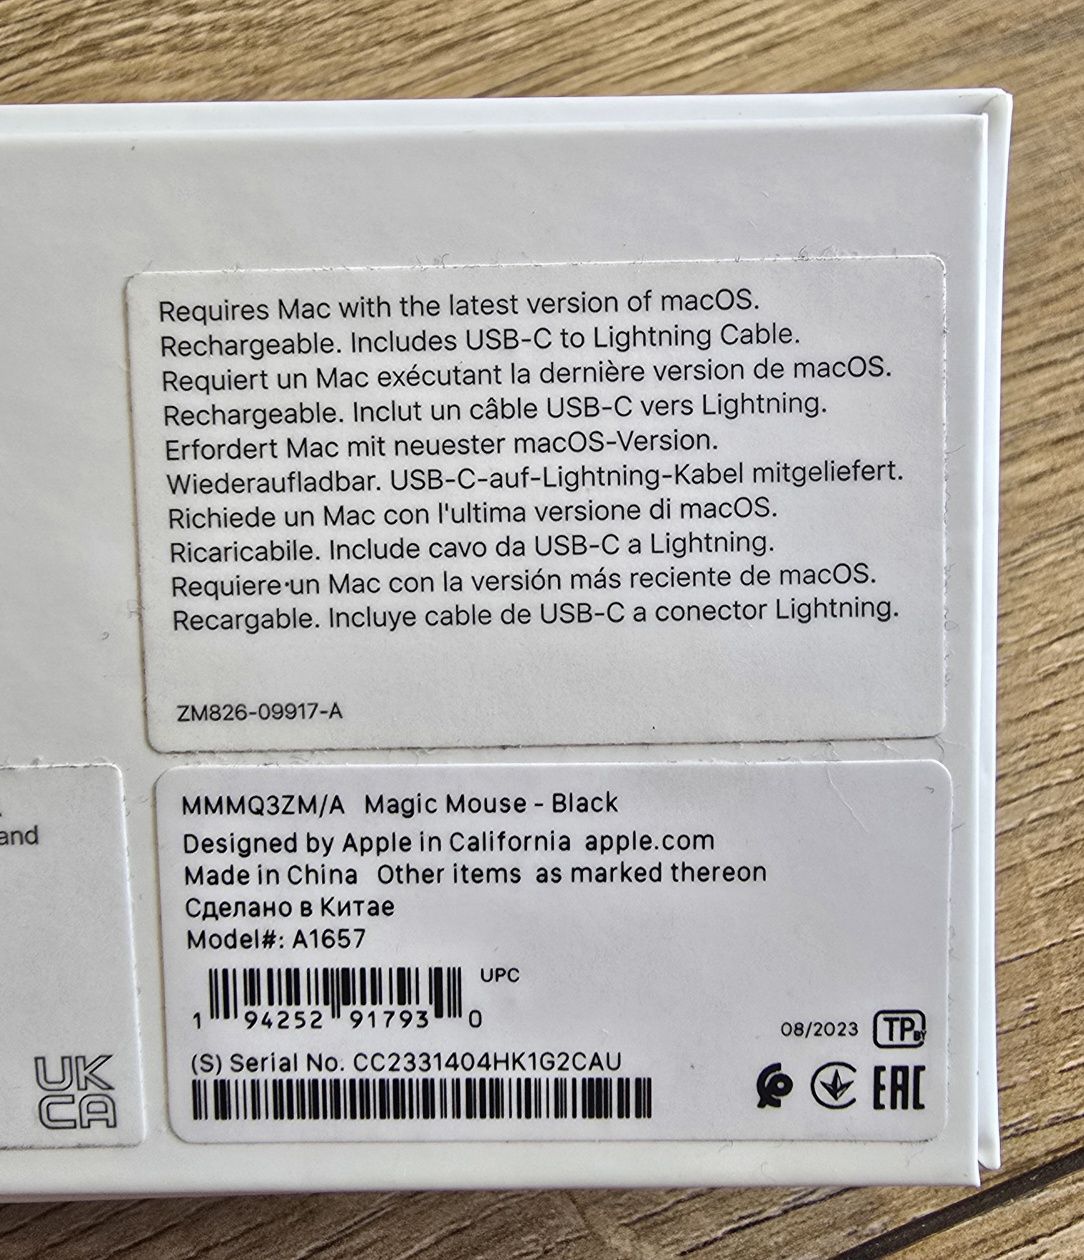 Requires Mac with the latest version of macOS.
Rechargeable. Includes USB-C to Lightning Cable.
Requiert un Mac exécutant la dernière version de macOS.
Rechargeable. Inclut un câble USB-C vers Lightning.
Erfordert Mac mit neuester macOS-Version.
Wiederaufladbar. USB-C-auf-Lightning-Kabel mitgeliefert.
Richiede un Mac con l'ultima versione di macOS.
Ricaricabile. Include cavo da USB-C a Lightning.
Requiere un Mac con la versión más reciente de macOS.
Recargable. Incluye cable de USB-C a conector Lightning.
ZM826-09917-A
and
UK
CA
MMMQ3ZM/A Magic Mouse - Black
Designed by Apple in California apple.com
Made in China Other items as marked thereon
Сделано в Китае
Model#: A1657
UPC
1 94252 91793 0
08/2023 TP BY
(S) Serial No. CC2331404HK1G2CAU
EAC